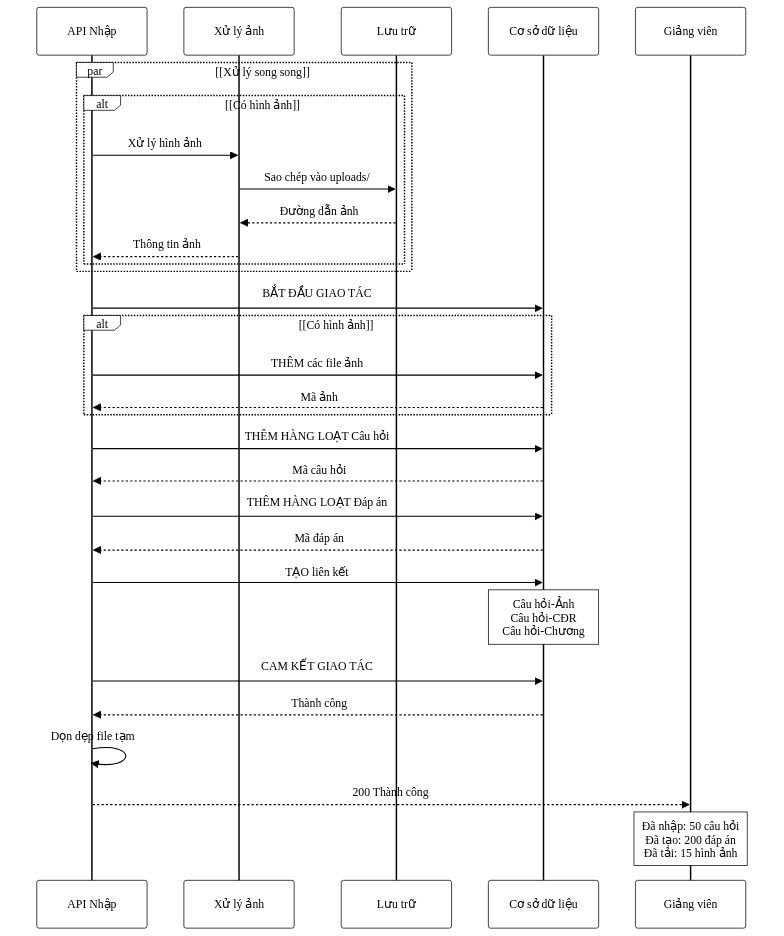 API Nhập
Xử lý ảnh
Lưu trữ
Cơ sở dữ liệu
Giảng viên
par
[[Xử lý song song]]
alt
[[Có hình ảnh]]
Xử lý hình ảnh
Sao chép vào uploads/
Đường dẫn ảnh
Thông tin ảnh
BẮT ĐẦU GIAO TÁC
alt
[[Có hình ảnh]]
THÊM các file ảnh
Mã ảnh
THÊM HÀNG LOẠT Câu hỏi
Mã câu hỏi
THÊM HÀNG LOẠT Đáp án
Mã đáp án
TẠO liên kết
Câu hỏi-Ảnh
Câu hỏi-CĐR
Câu hỏi-Chương
CAM KẾT GIAO TÁC
Thành công
Dọn dẹp file tạm
200 Thành công
Đã nhập: 50 câu hỏi
Đã tạo: 200 đáp án
Đã tải: 15 hình ảnh
API Nhập
Xử lý ảnh
Lưu trữ
Cơ sở dữ liệu
Giảng viên